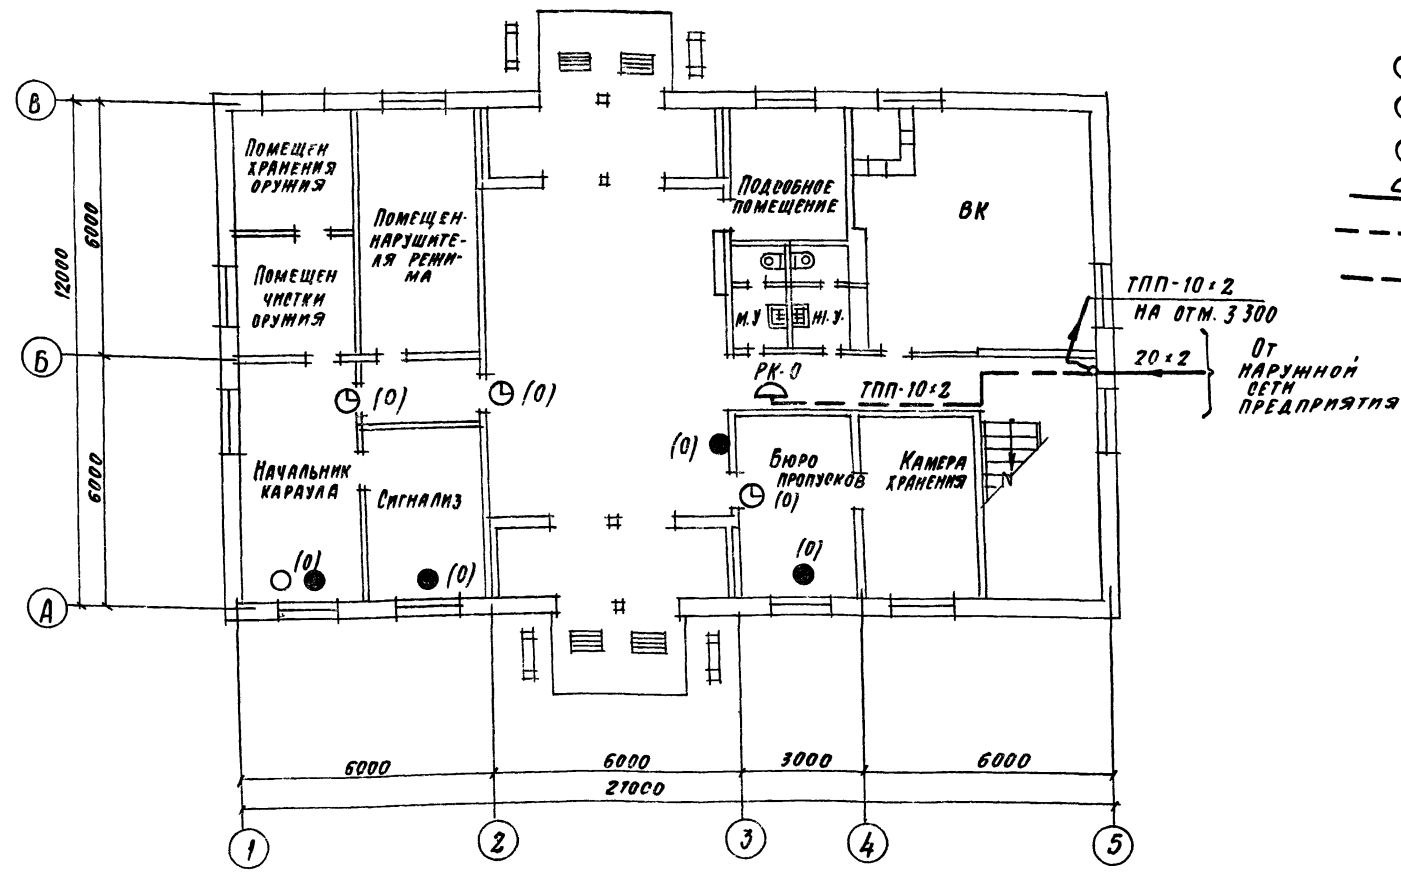 В
Б
А
12000
6000
6000
Помещен
хранения
оружия
Помещен
чистки
оружия
Помещен-
нарушите-
ля режи-
ма
Подсобное
помещение
ВК
М.У
Ж.У.
ТПП-10×2
на отм. 3 300
20×2
От
наружной
сети
предприятия
РК-0
ТПП-10×2
(0)
(0)
(0)
Начальник
караула
Сигнализ
Бюро
пропусков
(0)
Камера
хранения
N
(0)
(0)
(0)
6000
6000
3000
6000
21000
1
2
3
4
5